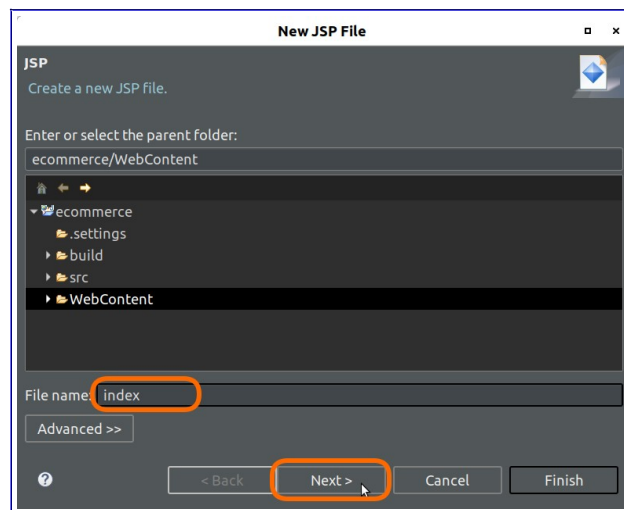 New JSP File
JSP
Create a new JSP file.
Enter or select the parent folder:
ecommerce/WebContent
ecommerce
.settings
build
src
WebContent
File name: index
Advanced >>
< Back Next > Cancel Finish